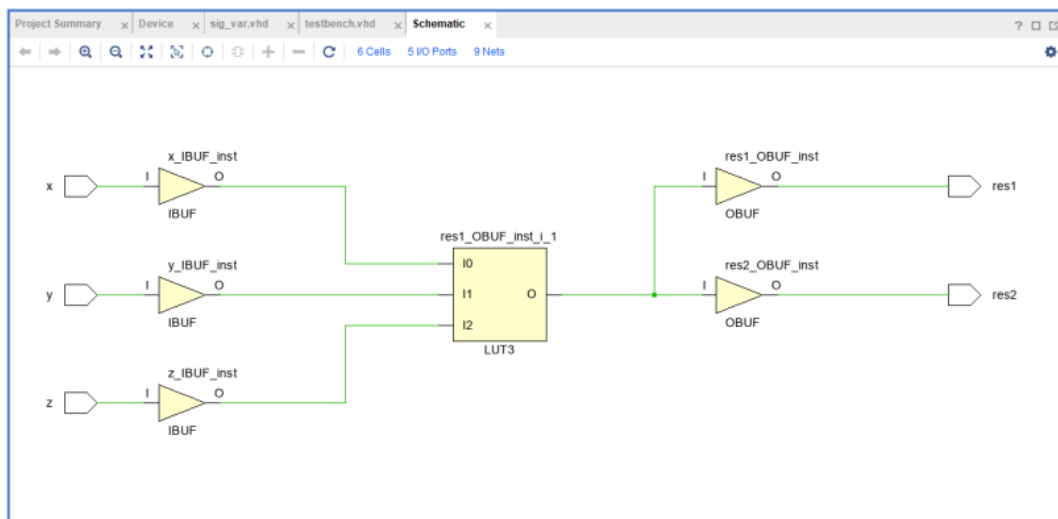 Project Summary × Device × sig_var.vhd × testbench.vhd × Schematic ×
?
6 Cells 5 I/O Ports 9 Nets
x_IBUF_inst
res1_OBUF_inst
I O
I O
x
res1
IBUF
OBUF
res1_OBUF_inst_i_1
y_IBUF_inst
I0
res2_OBUF_inst
I O
I O
y
I1 O
res2
IBUF
I2
OBUF
LUT3
z_IBUF_inst
I O
z
IBUF